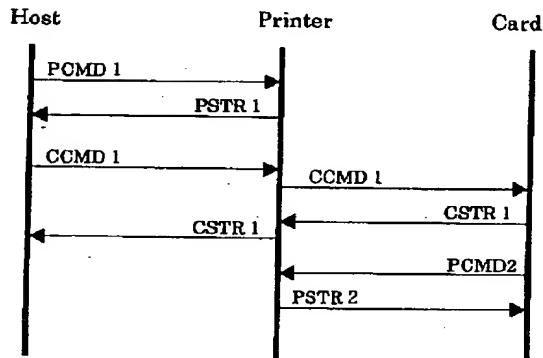 Host Printer Card
PCMD 1
PSTR 1
CCMD 1
CCMD 1
CSTR 1
CSTR 1
PCMD2
PSTR 2